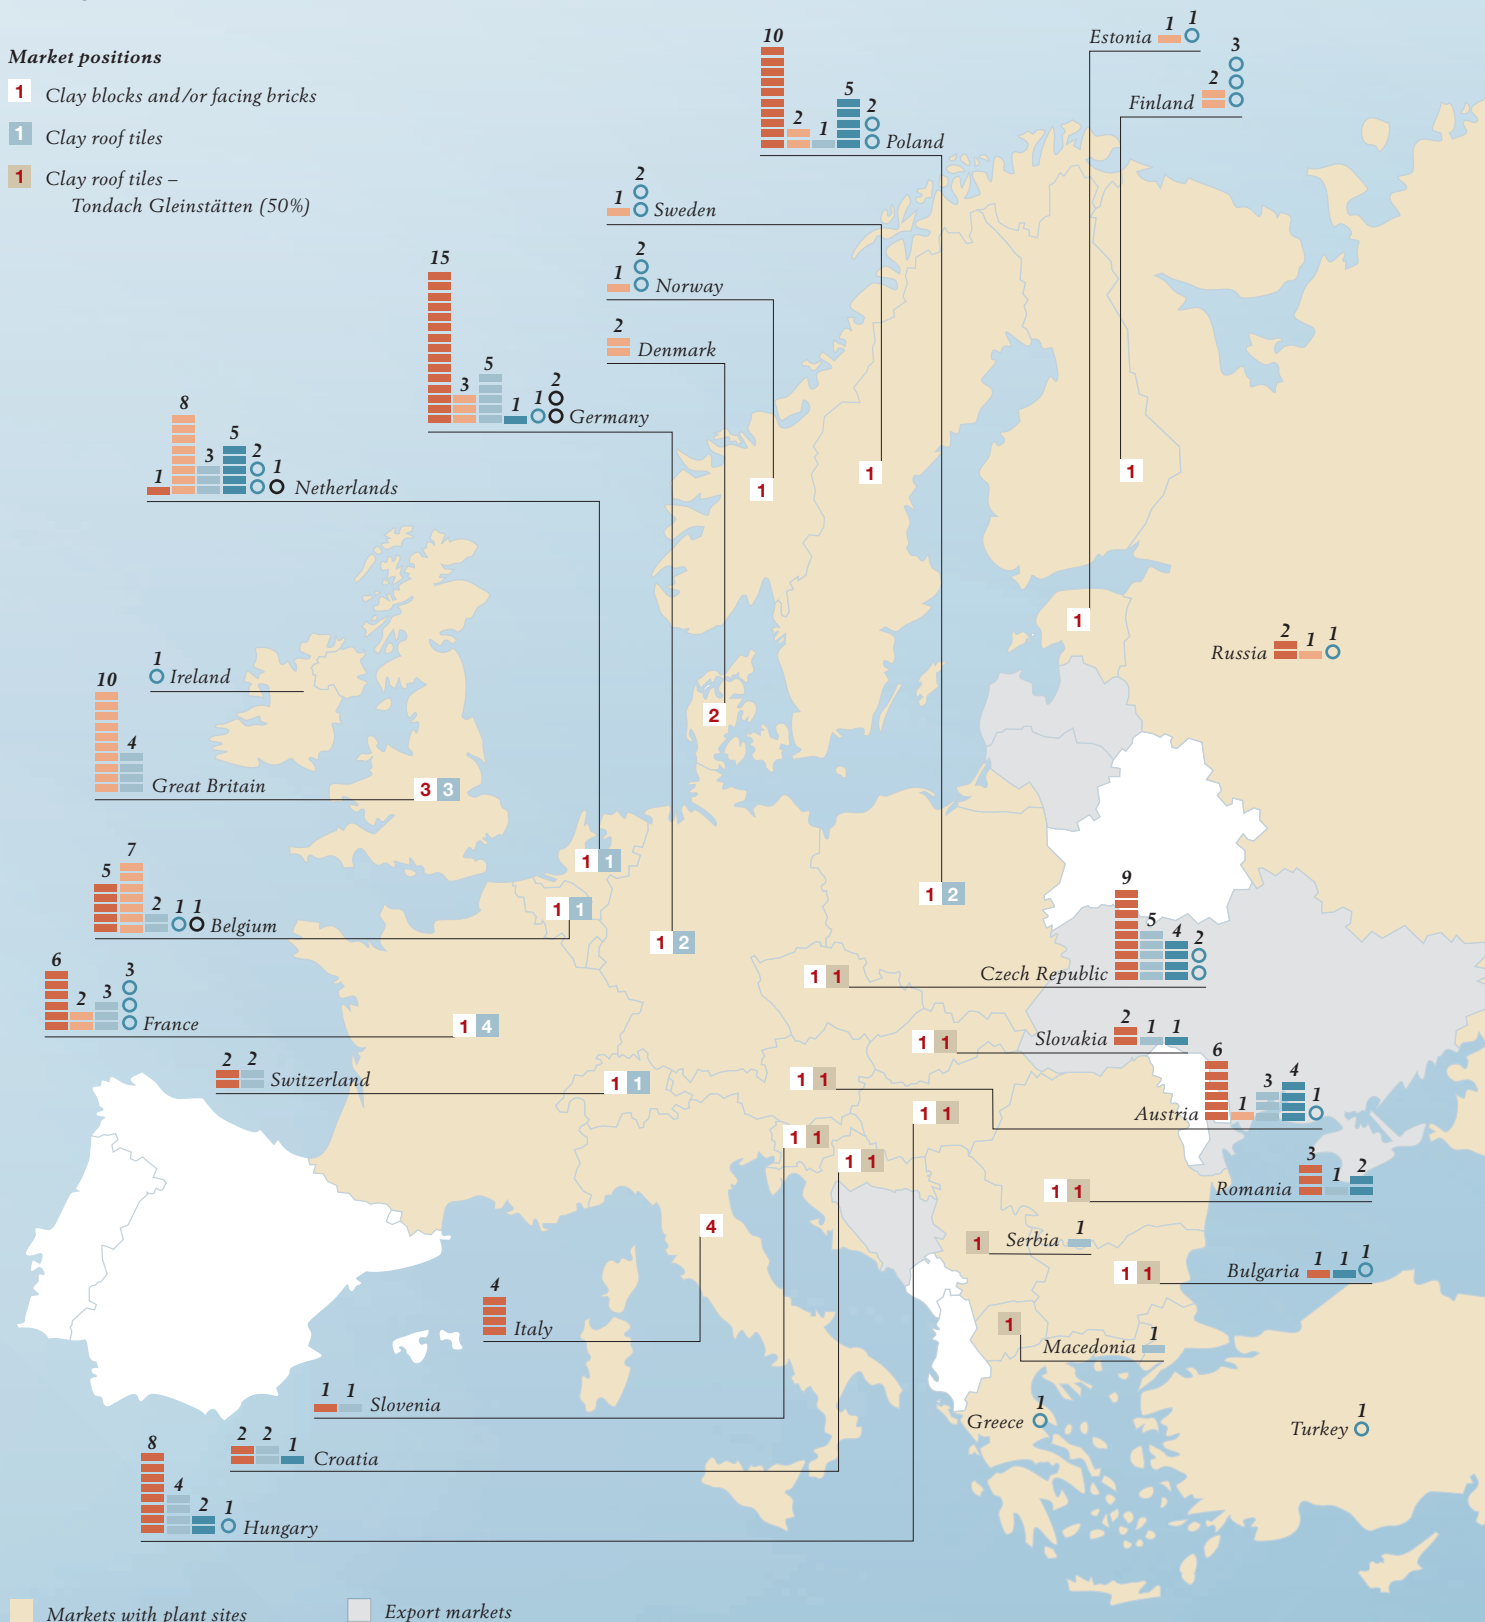 Market positions
1 Clay blocks and/or facing bricks
1 Clay roof tiles
1 Clay roof tiles –
Tondach Gleinstätten (50%)
1 1
Estonia
3
2
Finland
10
2 1 5 2
Poland
2
1
Sweden
2
1
Norway
2
Denmark
15
3 5 1 1 2
Germany
1 8 3 5 2 1
Netherlands
1
Ireland
10 4
Great Britain
5 7 2 1 1
Belgium
6 2 3 3
France
2 2
Switzerland
2 1 1
Russia
9 5 4 2
Czech Republic
2 1 1
Slovakia
6 1 3 4 1
Austria
3 1 2
Romania
1
Serbia
1 1 1
Bulgaria
1
Macedonia
1
Greece
1
Turkey
4
Italy
1 1
Slovenia
2 2 1
Croatia
8 4 2 1
Hungary
1
1
1
1
2
3 3
1 1
1 1
1 2
1 2
1 1
1 4
1 1
1 1
1 1
1 1
1 1
1 1
1 1
4
1
1 1
1
Markets with plant sites
Export markets